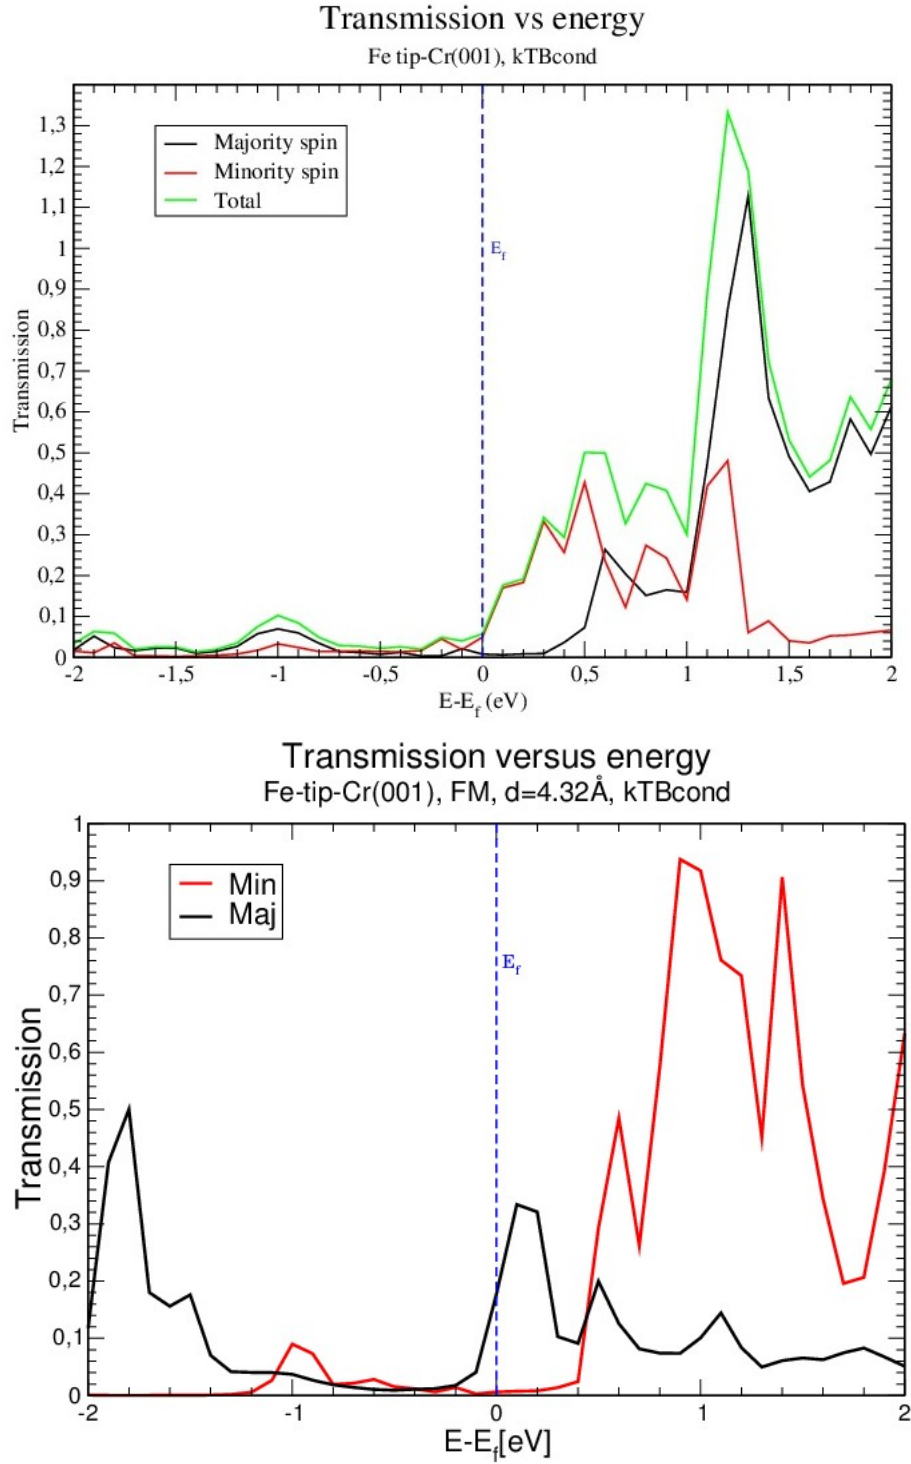 Transmission vs energy
Fe tip-Cr(001), kTBcond
1,3
1,2
1,1
1
0,9
0,8
0,7
0,6
0,5
0,4
0,3
0,2
0,1
0
Transmission
Majority spin
Minority spin
Total
E_f
-2 -1,5 -1 -0,5 0 0,5 1 1,5 2
E-E_f (eV)
Transmission versus energy
Fe-tip-Cr(001), FM, d=4.32Å, kTBcond
1
0,9
0,8
0,7
0,6
0,5
0,4
0,3
0,2
0,1
0
Transmission
Min
Maj
E_f
-2 -1 0 1 2
E-E_f[eV]